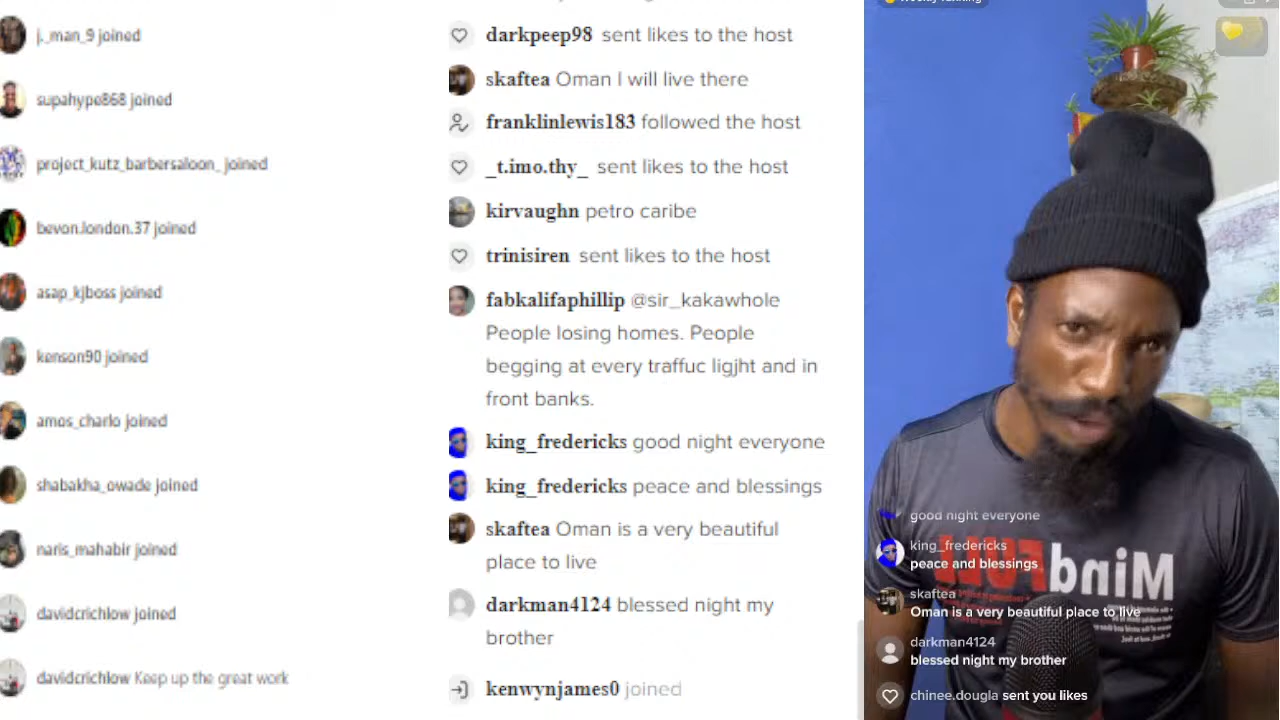 j._man_9 joined
supahype868 joined
project_kutz_barbersaloon_ joined
bevon.london.37 joined
asap_kjboss joined
kenson90 joined
amos_charlo joined
shabakha_owade joined
naris_mahabir joined
davidcrichlow joined
davidcrichlow Keep up the great work
darkpeep98 sent likes to the host
skaftea Oman I will live there
franklinlewis183 followed the host
_t.imo.thy_ sent likes to the host
kirvaughn petro caribe
trinisiren sent likes to the host
fabkalifaphillip @sir_kakawhole
People losing homes. People
begging at every traffuc ligjht and in
front banks.
king_fredericks good night everyone
king_fredericks peace and blessings
skaftea Oman is a very beautiful
place to live
darkman4124 blessed night my
brother
kenwynjames0 joined
good night everyone
king_fredericks
peace and blessings
skaftea
Oman is a very beautiful place to live
darkman4124
blessed night my brother
chinee.dougla sent you likes
MindFULL